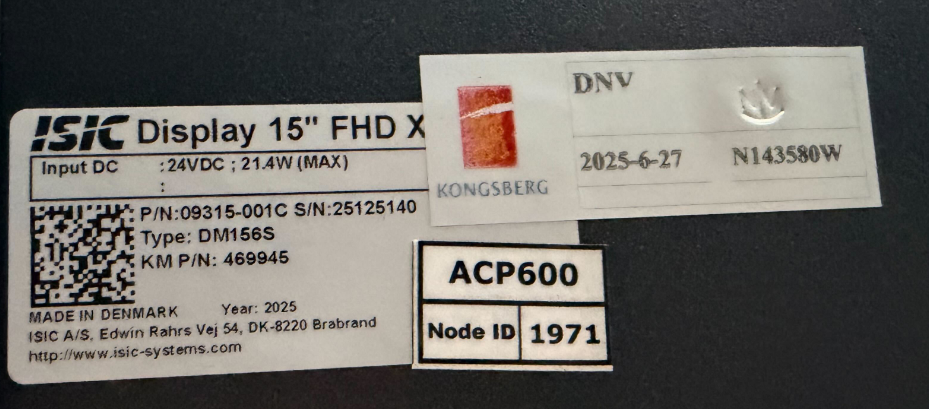 ISIC Display 15" FHD X
Input DC : 24VDC ; 21.4W (MAX)
:
P/N:09315-001C S/N:25125140
Type: DM156S
KM P/N: 469945
MADE IN DENMARK Year: 2025
ISIC A/S, Edwin Rahrs Vej 54, DK-8220 Brabrand
http://www.isic-systems.com
KONGSBERG
DNV
2025-6-27 N143580W
ACP600
Node ID 1971